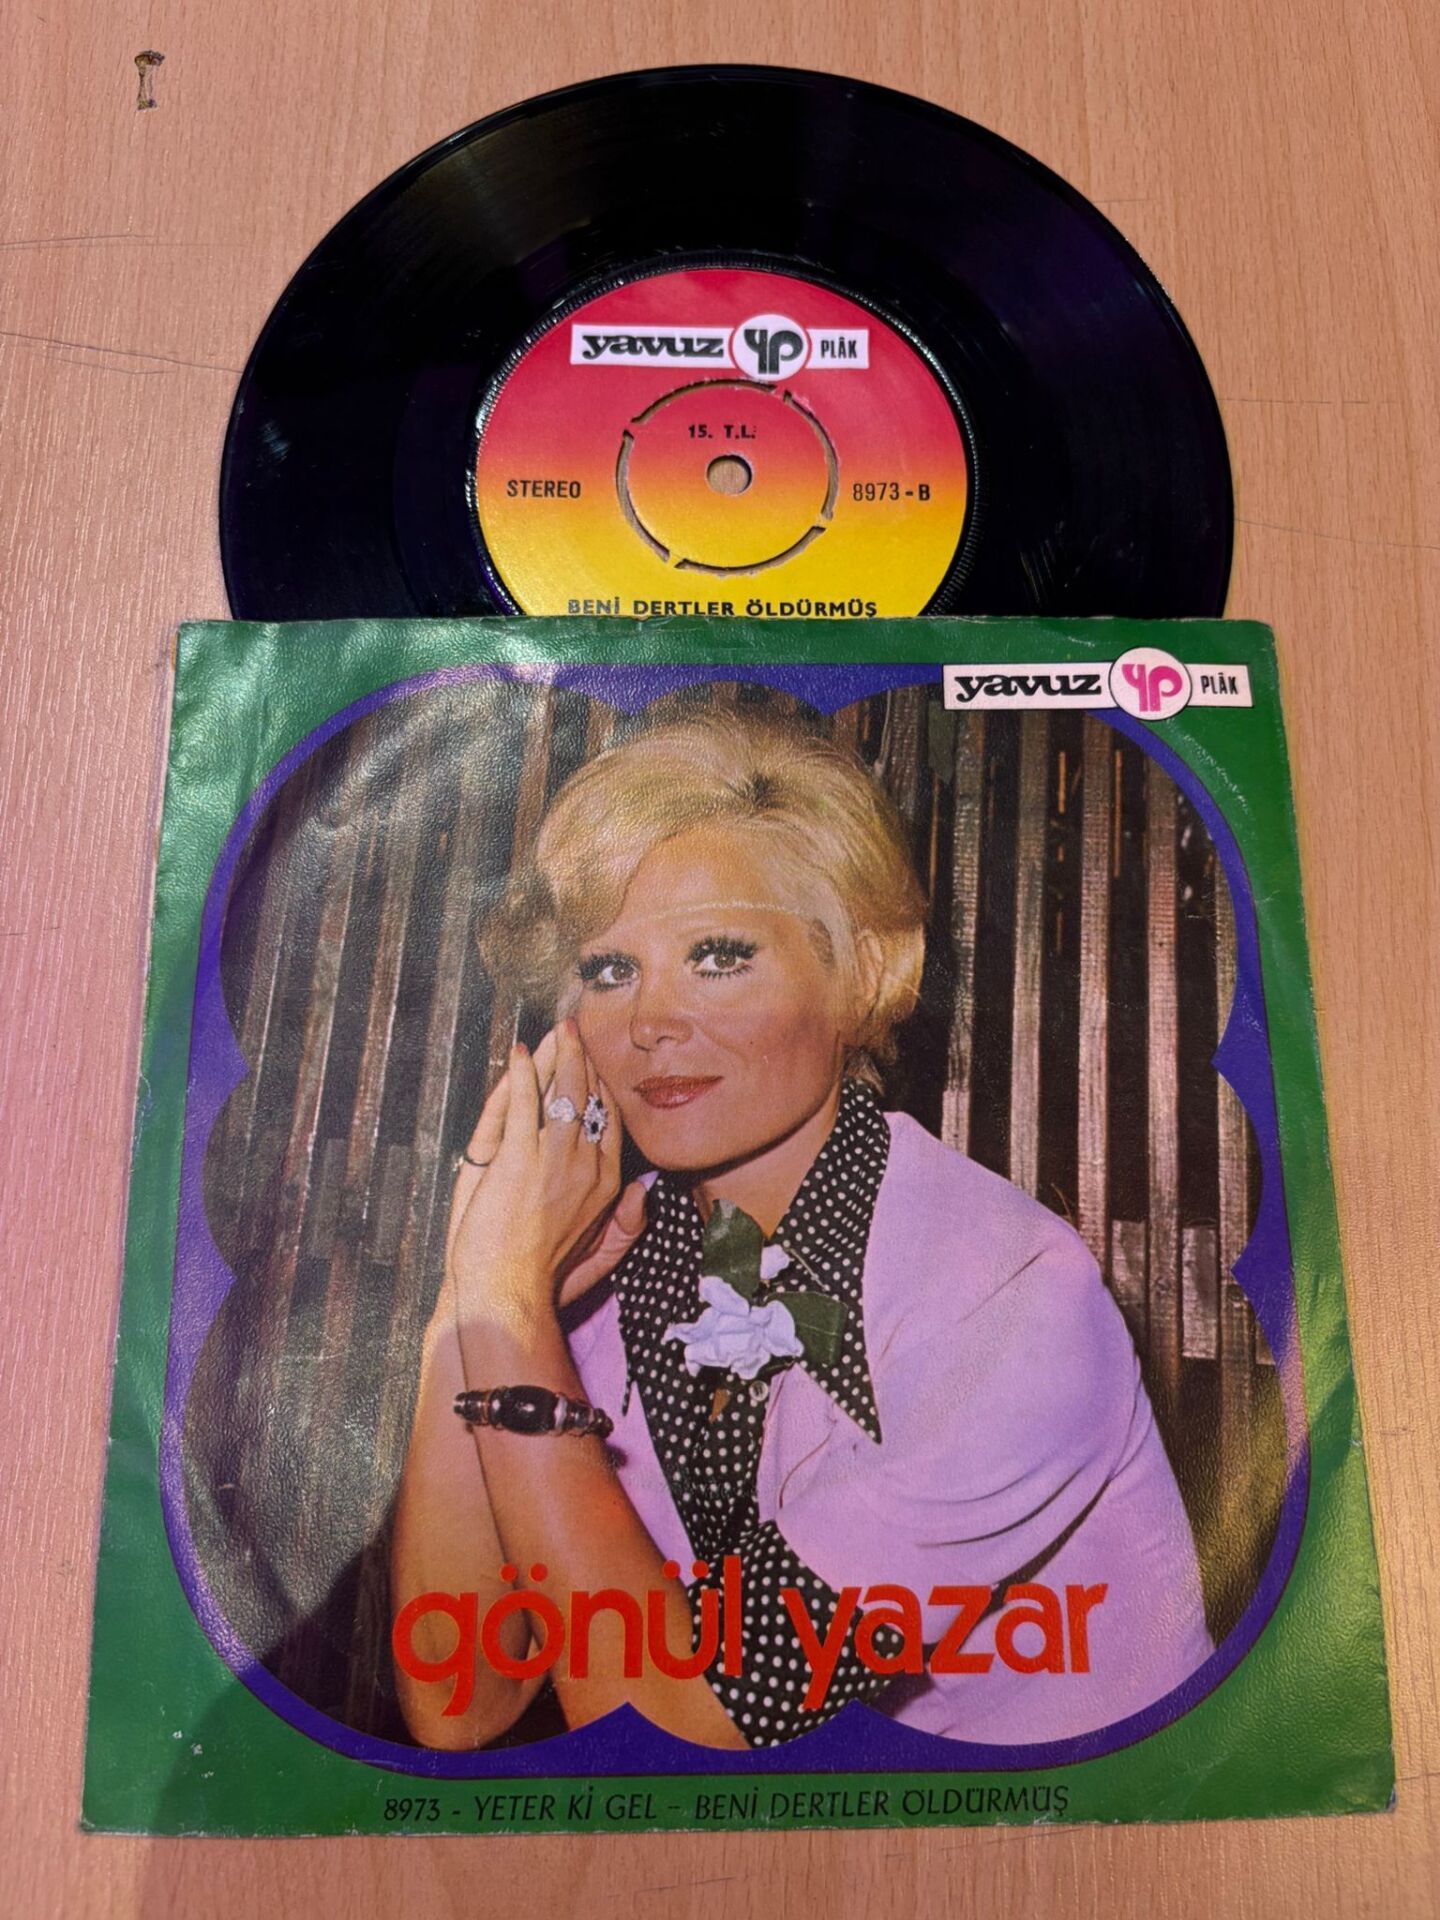 yavuz YP PLÂK
15. T.L.
STEREO 8973-B
BENİ DERTLER ÖLDÜRMÜŞ
yavuz YP PLÂK
gönül yazar
8973 - YETER Kİ GEL - BENİ DERTLER ÖLDÜRMÜŞ